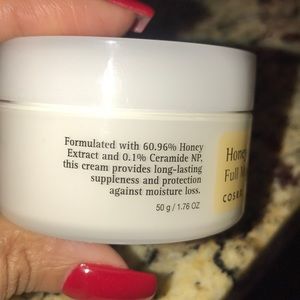 Formulated with 60.96% Honey
Extract and 0.1% Ceramide NP,
this cream provides long-lasting
suppleness and protection
against moisture loss.
50 g / 1.76 OZ
Honey
Full M
COSR